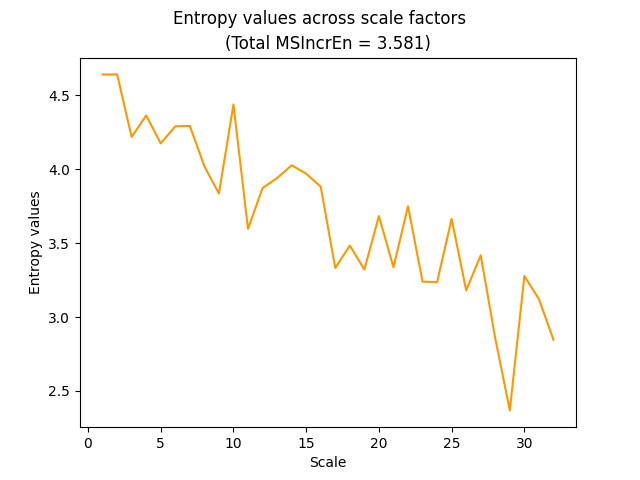 Entropy values across scale factors
(Total MSIncrEn = 3.581)
Entropy values
4.5
4.0
3.5
3.0
2.5
0 5 10 15 20 25 30
Scale